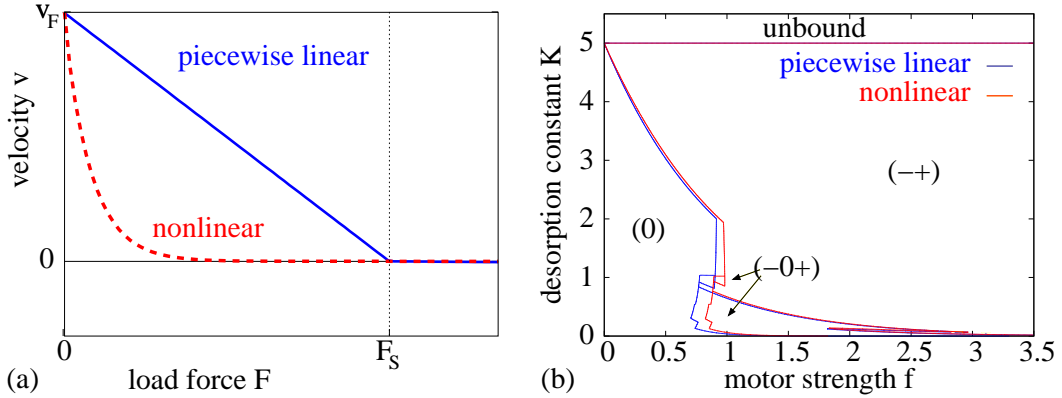 v_F
velocity v
piecewise linear
nonlinear
0
0
F_S
load force F
(a)
desorption constant K
5
4
3
2
1
0
unbound
piecewise linear
nonlinear
(−+)
(0)
(−0+)
0
0.5
1
1.5
2
2.5
3
3.5
motor strength f
(b)